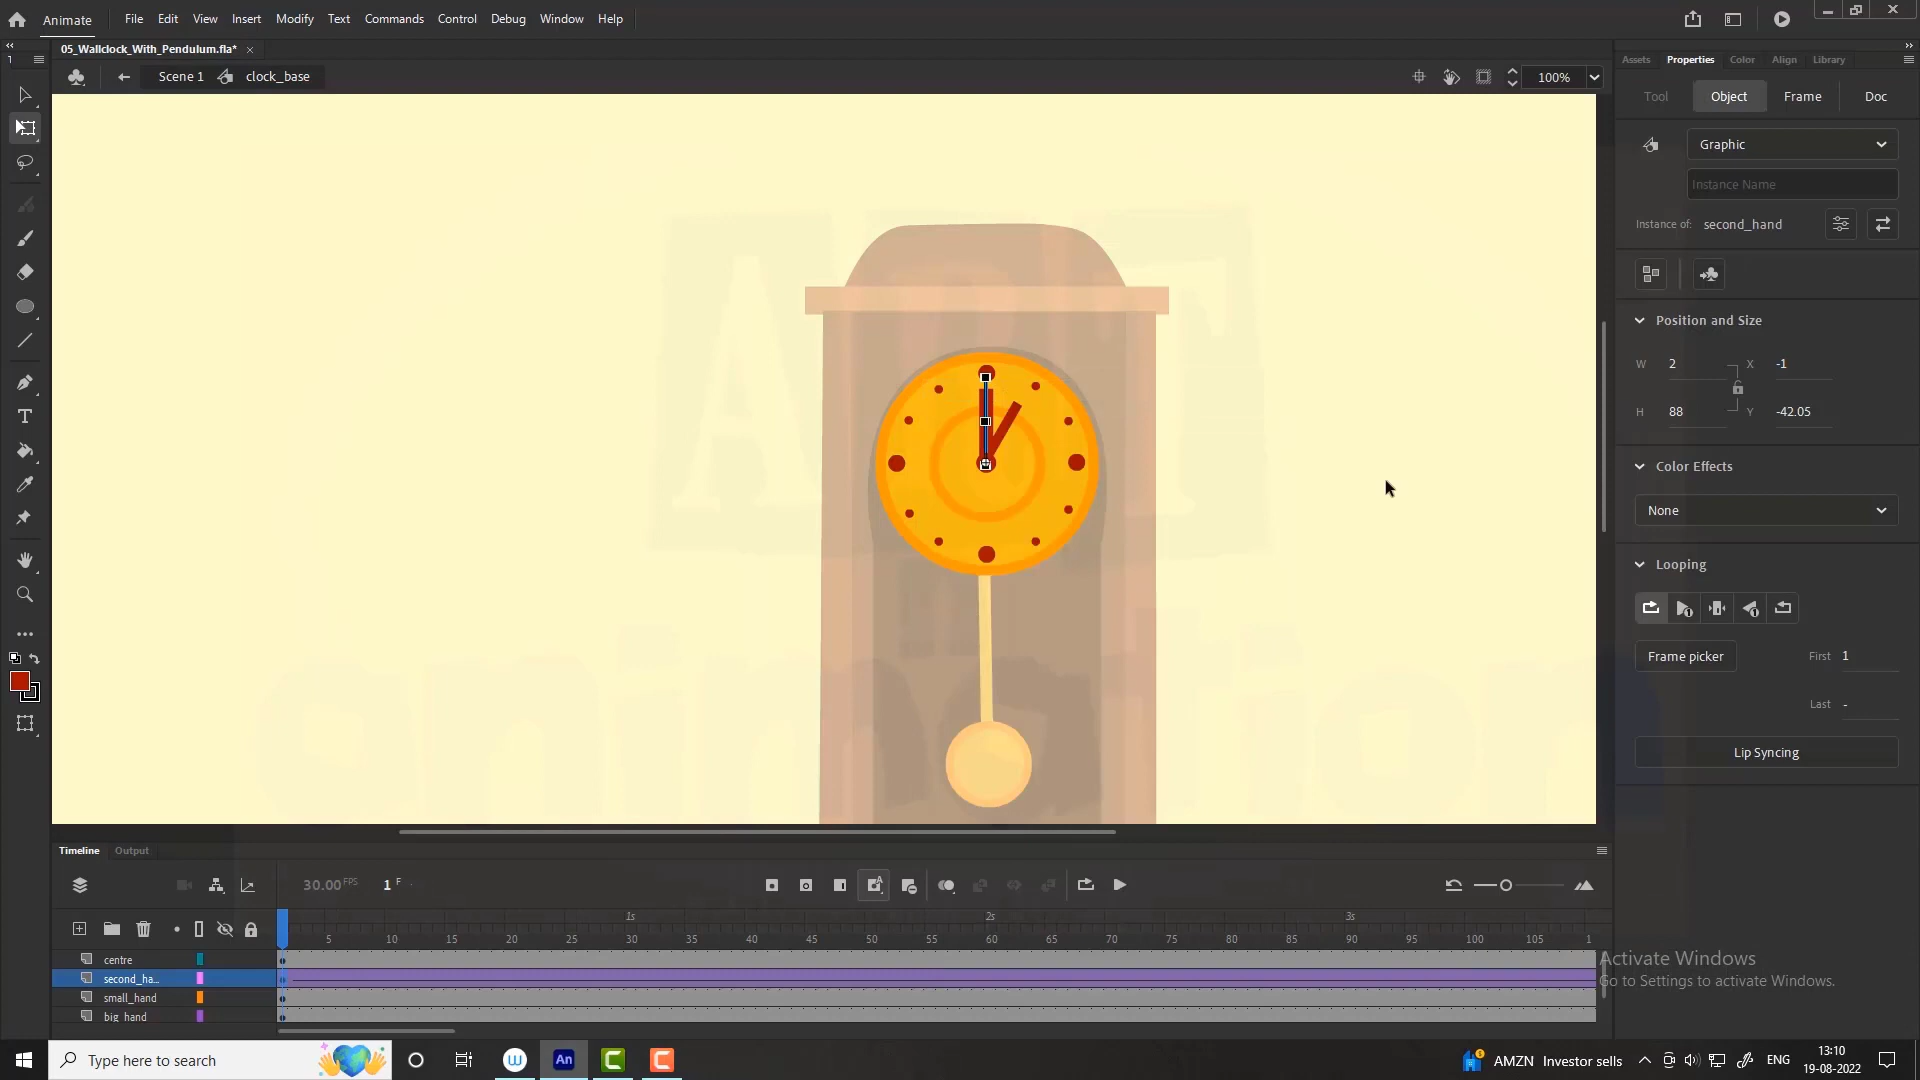 Animate File Edit View Insert Modify Text Commands Control Debug Window Help
05_Wallclock_With_Pendulum.fla*
Scene 1 clock_base 100%
Assets Properties Color Align Library
Tool Object Frame Doc
Graphic
Instance Name
Instance of: second_hand
Position and Size
W 2 X -1
H 88 Y -42.05
Color Effects
None
Looping
Frame picker First 1
Last -
Lip Syncing
ART
animation
Timeline Output
30.00 FPS 1 F
1s 2s 3s
5 10 15 20 25 30 35 40 45 50 55 60 65 70 75 80 85 90 95 100 105 1
centre
second_ha...
small_hand
big_hand
Activate Windows
Go to Settings to activate Windows.
Type here to search
An
AMZN Investor sells
ENG
13:10
19-08-2022